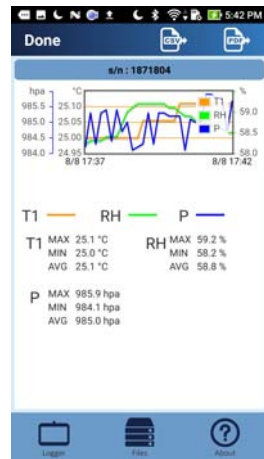 5:42 PM
Done
CSV
PDF
s/n : 1871804
hpa °C %
985.5 25.10 T1 59.0
985.0 25.05 RH 58.5
984.5 25.00 P
984.0 24.95 58.0
8/8 17:37 8/8 17:42
T1 RH P
T1 MAX 25.1 °C
MIN 25.0 °C
AVG 25.1 °C
RH MAX 59.2 %
MIN 58.2 %
AVG 58.8 %
P MAX 985.9 hpa
MIN 984.1 hpa
AVG 985.0 hpa
Logger Files About